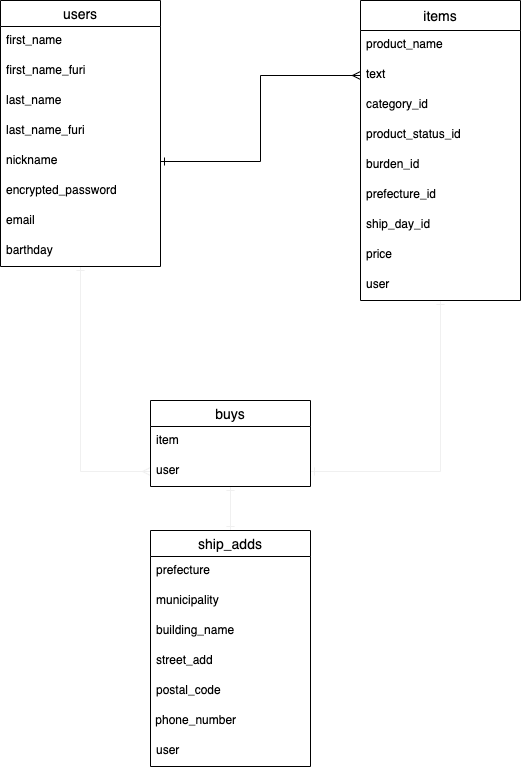 users
first_name
first_name_furi
last_name
last_name_furi
nickname
encrypted_password
email
barthday
items
product_name
text
category_id
product_status_id
burden_id
prefecture_id
ship_day_id
price
user
buys
item
user
ship_adds
prefecture
municipality
building_name
street_add
postal_code
phone_number
user